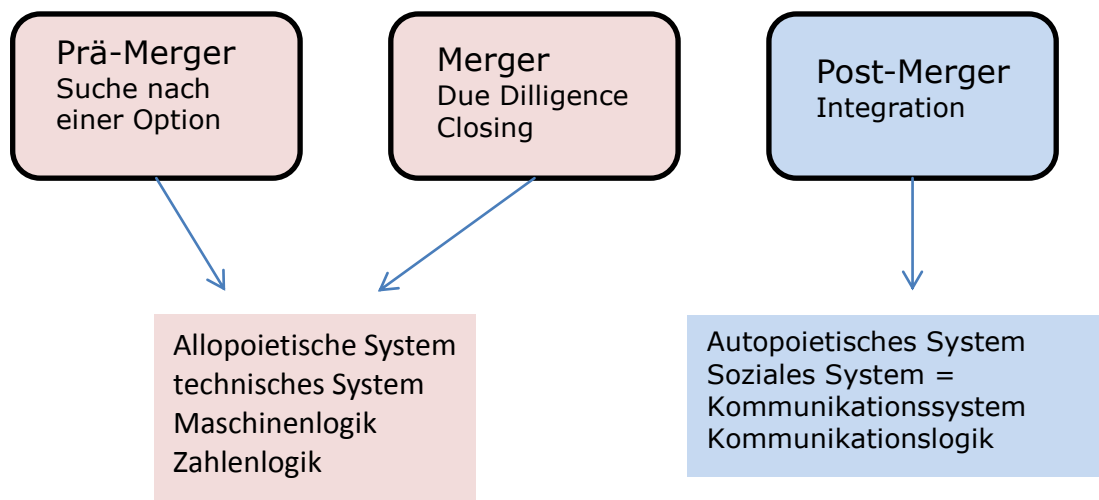 Prä-Merger
Suche nach
einer Option
Merger
Due Dilligence
Closing
Post-Merger
Integration
Allopoietische System
technisches System
Maschinenlogik
Zahlenlogik
Autopoietisches System
Soziales System =
Kommunikationssystem
Kommunikationslogik